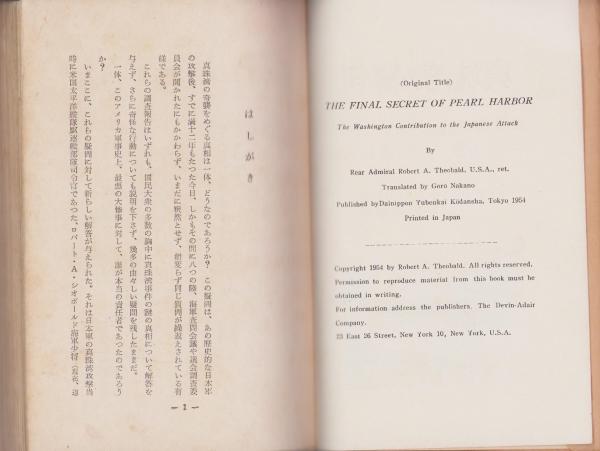 (Original Title)
THE FINAL SECRET OF PEARL HARBOR
The Washington Contribution to the Japanese Attack
By
Rear Admiral Robert A. Theobald, U.S.A., ret.
Translated by Goro Nakano
Published by Dainippon Yubenkai Kōdansha, Tokyo 1954
Printed in Japan
Copyright 1954 by Robert A. Theobald. All rights reserved.
Permission to reproduce material from this book must be
obtained in writing.
For information address the publishers. The Devin-Adair
Company.
23 East 26 Street, New York 10, New York, U.S.A.
はしがき
真珠湾の奇襲をめぐる真相は一体、どうなのであろうか？この疑問は、あの歴史的な日本軍
の攻撃後、すでに満十二年もたつた今日、しかもその間に八つの陸、海軍査問会議や議会調査委
員会が開かれたにもかかわらず、いまだに釈然とせず、相変らず同じ質問が繰返えされている有
様である。
これらの調査報告はいずれも、国民大衆の多数の胸中に真珠湾事件の謎の真相について解答を
与えず、さらに奇怪な行動についても説明を下さず、幾多の由々しい疑問を残したままだ。
一体、このアメリカ軍事史上、最悪の大惨事に対して、誰が本当の責任者であつたのであろう
か？
いまここに、これらの疑問に対して新らしい解答が与えられた。それは日本軍の真珠湾攻撃当
時に米国太平洋艦隊駆逐艦部隊司令官であつた、ロバート・A・シオボールド海軍少将
— 1 —